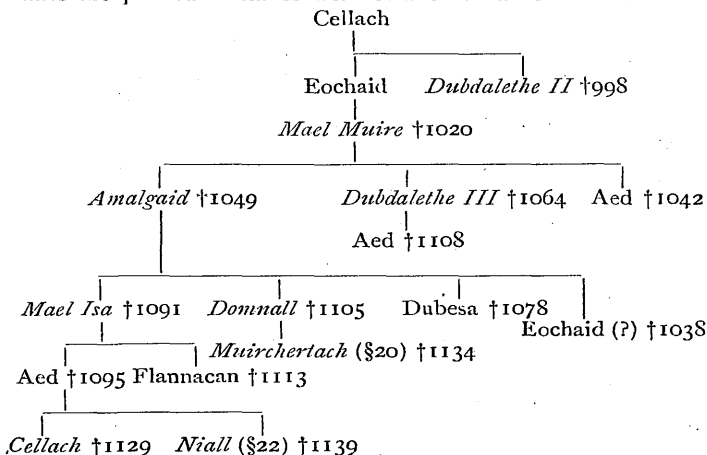 Cellach
Eochaid Dubdalethe II †998
Mael Muire †1020
Amalgaid †1049 Dubdalethe III †1064 Aed †1042
Aed †1108
Mael Isa †1091 Domnall †1105 Dubesa †1078
Eochaid (?) †1038
Muirchertach (§20) †1134
Aed †1095 Flannacan †1113
Cellach †1129 Niall (§22) †1139